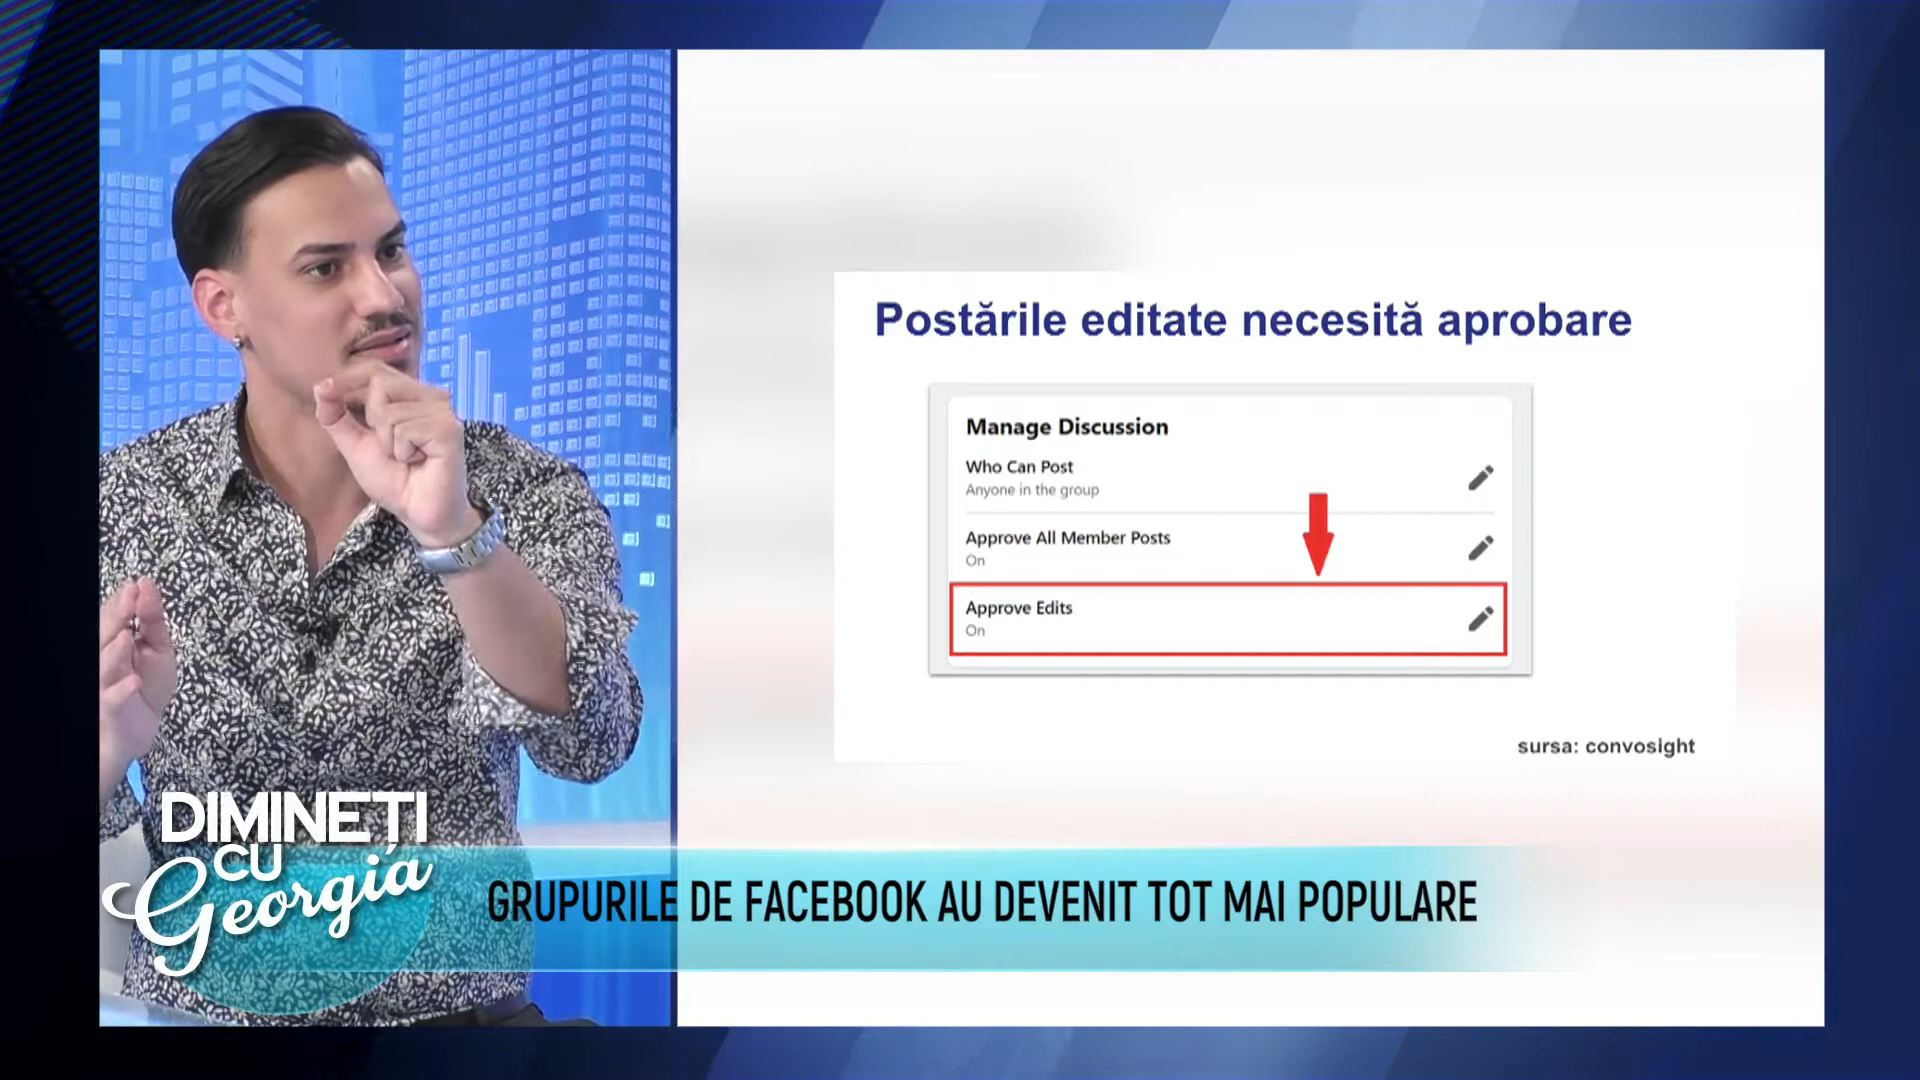 Postările editate necesită aprobare
Manage Discussion
Who Can Post
Anyone in the group
Approve All Member Posts
On
Approve Edits
On
sursa: convosight
DIMINEȚI
CU
Georgia
GRUPURILE DE FACEBOOK AU DEVENIT TOT MAI POPULARE